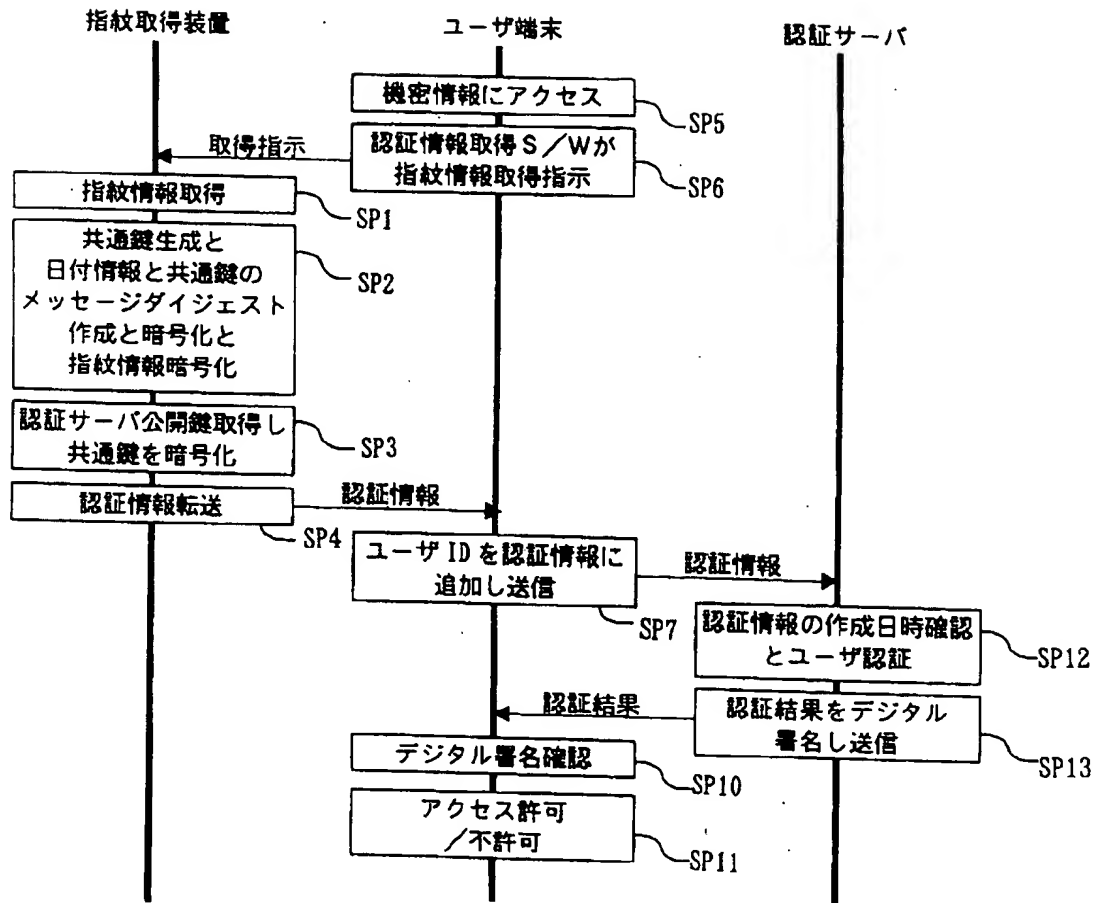 指紋取得装置
ユーザ端末
認証サーバ
機密情報にアクセス
SP5
取得指示
認証情報取得S/Wが
指紋情報取得指示
SP6
指紋情報取得
SP1
共通鍵生成と
日付情報と共通鍵の
メッセージダイジェスト
作成と暗号化と
指紋情報暗号化
SP2
認証サーバ公開鍵取得し
共通鍵を暗号化
SP3
認証情報転送
認証情報
SP4
ユーザIDを認証情報に
追加し送信
認証情報
SP7
認証情報の作成日時確認
とユーザ認証
SP12
認証結果
認証結果をデジタル
署名し送信
SP13
デジタル署名確認
SP10
アクセス許可
/不許可
SP11